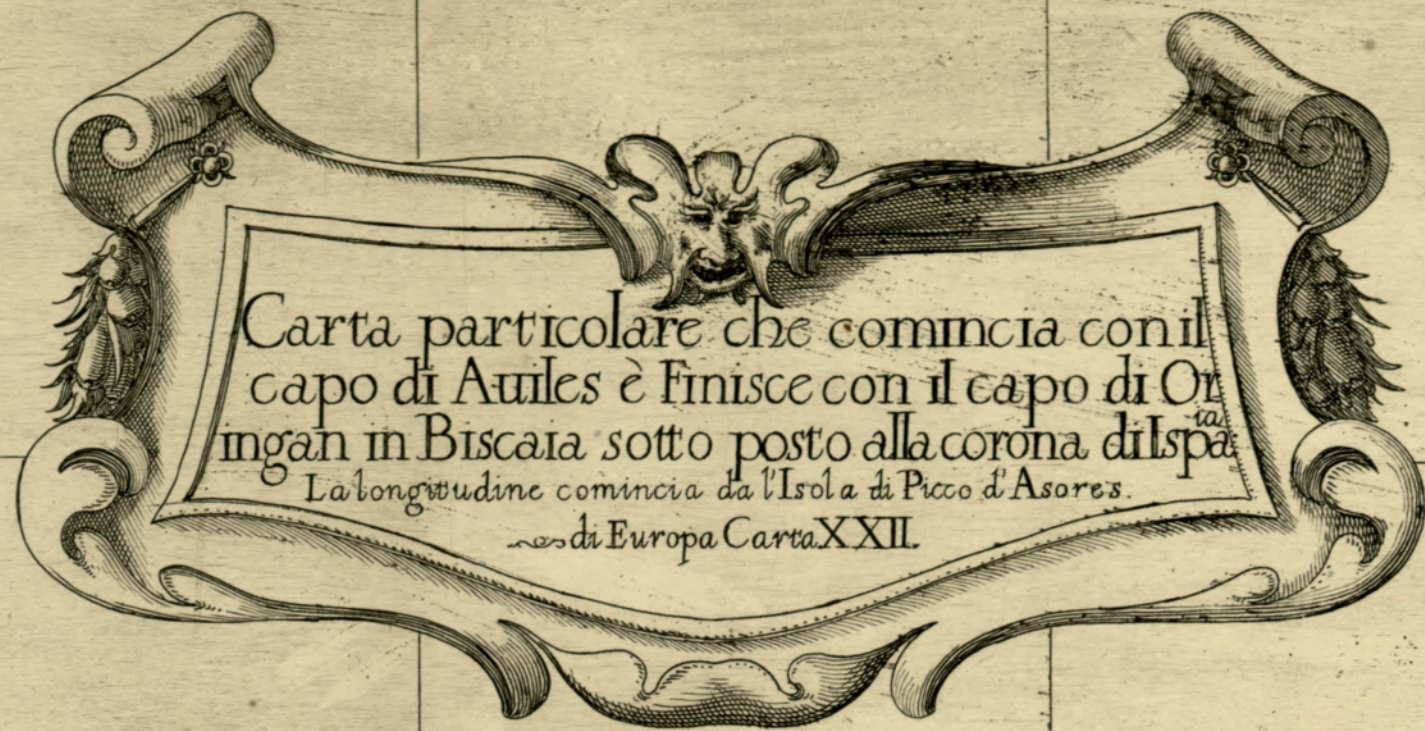 Carta particolare che comincia con il
capo di Auiles è Finisce con il capo di Or
ingan in Biscaia sotto posto alla corona di Ispa:ia
La longitudine comincia da l'Isola di Picco d'Asores.
di Europa Carta XXII.